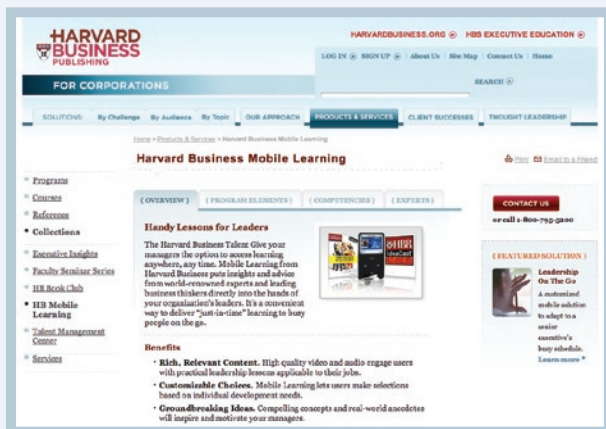 HARVARD
BUSINESS
PUBLISHING
HARVARDBUSINESS.ORG HBS EXECUTIVE EDUCATION
LOG IN SIGN UP About Us | Site Map | Contact Us | Home
SEARCH
FOR CORPORATIONS
SOLUTIONS: By Challenge By Audience By Topic OUR APPROACH PRODUCTS & SERVICES CLIENT SUCCESSES THOUGHT LEADERSHIP
Home > Products & Services > Harvard Business Mobile Learning
Harvard Business Mobile Learning
Print Email to a Friend
Programs
Courses
Reference
Collections
Executive Insights
Faculty Seminar Series
HB Book Club
HB Mobile
Learning
Talent Management
Center
Services
{ OVERVIEW } { PROGRAM ELEMENTS } { COMPETENCIES } { EXPERTS }
Handy Lessons for Leaders
The Harvard Business Talent Give your
managers the option to access learning
anywhere, any time. Mobile Learning from
Harvard Business puts insights and advice
from world-renowned experts and leading
business thinkers directly into the hands of
your organization's leaders. It's a convenient
way to deliver "just-in-time" learning to busy
people on the go.
HBR
IdeaCast
Benefits
• Rich, Relevant Content. High quality video and audio engage users
with practical leadership lessons applicable to their jobs.
• Customizable Choices. Mobile Learning lets users make selections
based on individual development needs.
• Groundbreaking Ideas. Compelling concepts and real-world anecdotes
will inspire and motivate your managers.
CONTACT US
or call 1-800-795-5200
{ FEATURED SOLUTION }
Leadership
On The Go
A customized
mobile solution
to adapt to a
senior
executive's
busy schedule.
Learn more